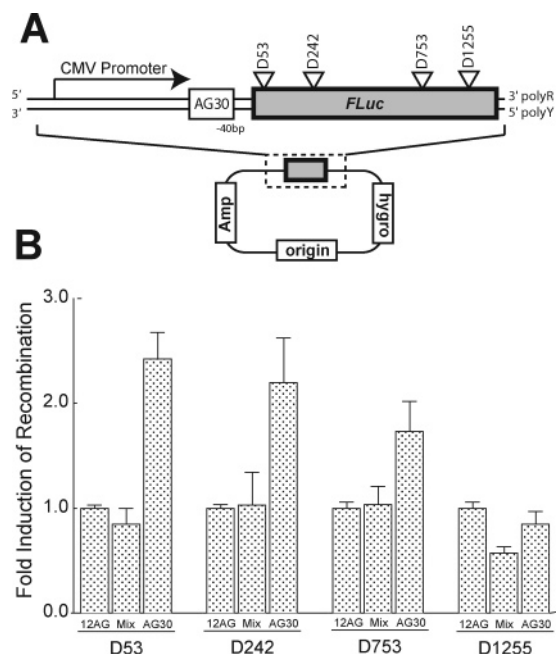 A
CMV Promoter
D53
D242
D753
D1255
5'
3'
AG30
-40bp
FLuc
3' polyR
5' polyY
Amp
origin
hygro
B
Fold Induction of Recombination
3.0
2.0
1.0
0.0
12AG Mix AG30 12AG Mix AG30 12AG Mix AG30 12AG Mix AG30
D53 D242 D753 D1255